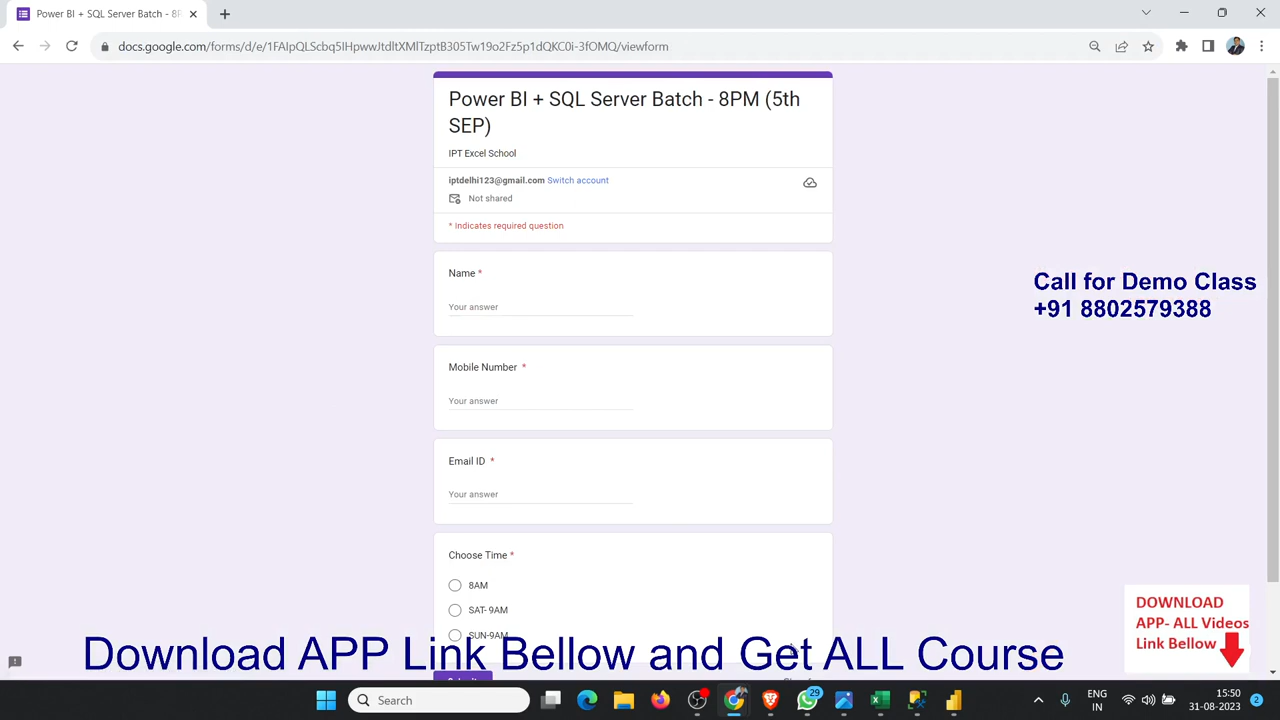 Power BI + SQL Server Batch - 8P
docs.google.com/forms/d/e/1FAIpQLScbq5IHpwwJtdltXMlTzptB305Tw19o2Fz5p1dQKC0i-3fOMQ/viewform
Power BI + SQL Server Batch - 8PM (5th
SEP)
IPT Excel School
iptdelhi123@gmail.com Switch account
Not shared
* Indicates required question
Name *
Your answer
Call for Demo Class
+91 8802579388
Mobile Number *
Your answer
Email ID *
Your answer
Choose Time *
8AM
SAT- 9AM
SUN-9AM
DOWNLOAD
APP- ALL Videos
Link Bellow
Download APP Link Bellow and Get ALL Course
Search
29
ENG
IN
15:50
31-08-2023
2